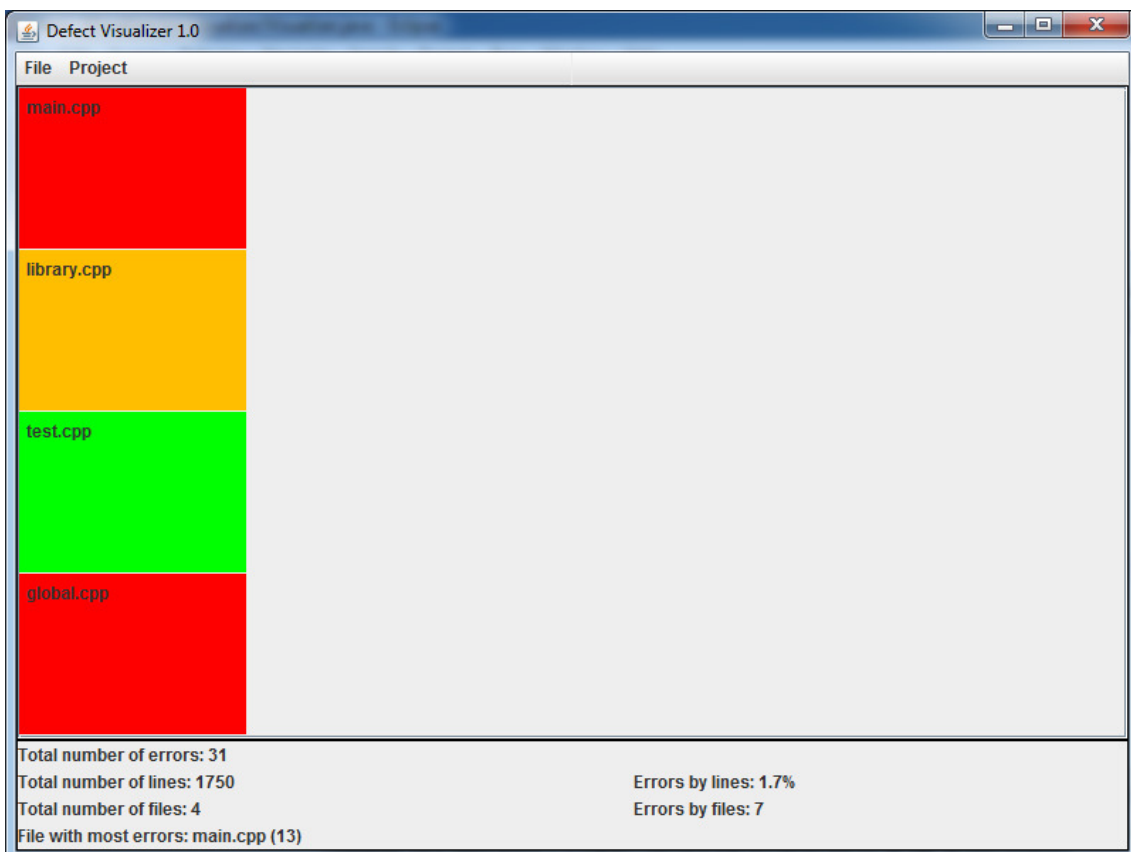 Defect Visualizer 1.0
File Project
main.cpp
library.cpp
test.cpp
global.cpp
Total number of errors: 31
Total number of lines: 1750 Errors by lines: 1.7%
Total number of files: 4 Errors by files: 7
File with most errors: main.cpp (13)